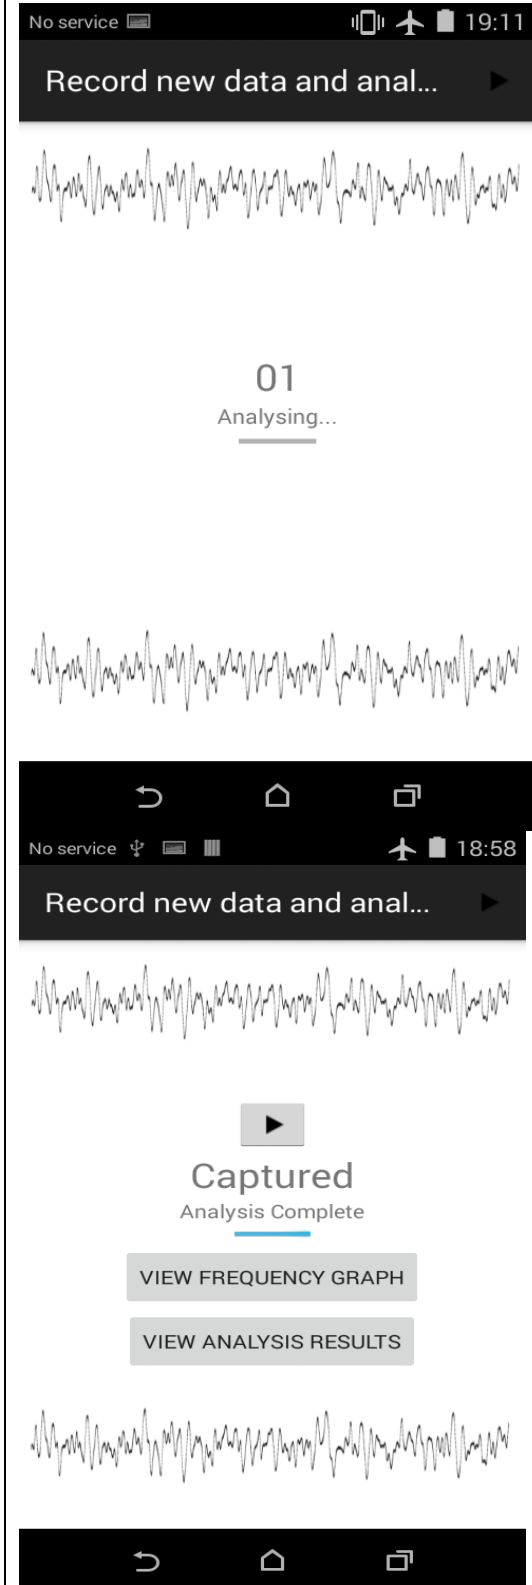 No service 19:11
Record new data and anal...
01
Analysing...
No service 18:58
Record new data and anal...
Captured
Analysis Complete
VIEW FREQUENCY GRAPH
VIEW ANALYSIS RESULTS